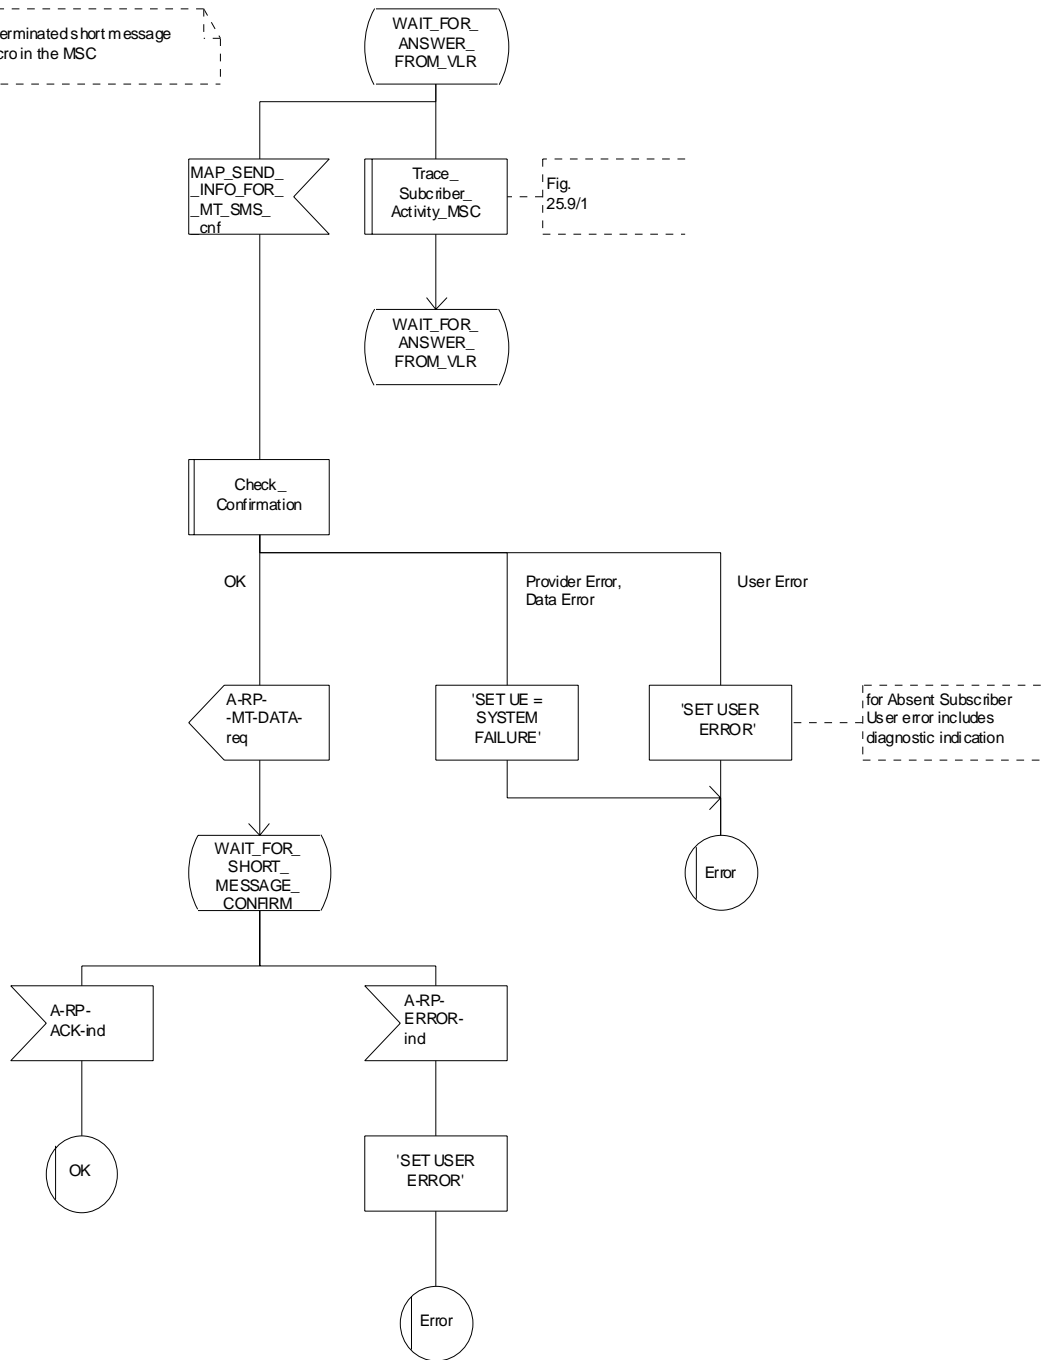 erminated short message
cro in the MSC
WAIT_FOR_
ANSWER_
FROM_VLR
MAP_SEND_
_INFO_FOR_
_MT_SMS_
cnf
Trace_
Subcriber_
Activity_MSC
Fig.
25.9/1
WAIT_FOR_
ANSWER_
FROM_VLR
Check_
Confirmation
OK
Provider Error,
Data Error
User Error
A-RP-
-MT-DATA-
req
'SET UE =
SYSTEM
FAILURE'
'SET USER
ERROR'
for Absent Subscriber
User error includes
diagnostic indication
WAIT_FOR_
SHORT_
MESSAGE_
CONFIRM
Error
A-RP-
ACK-ind
A-RP-
ERROR-
ind
OK
'SET USER
ERROR'
Error